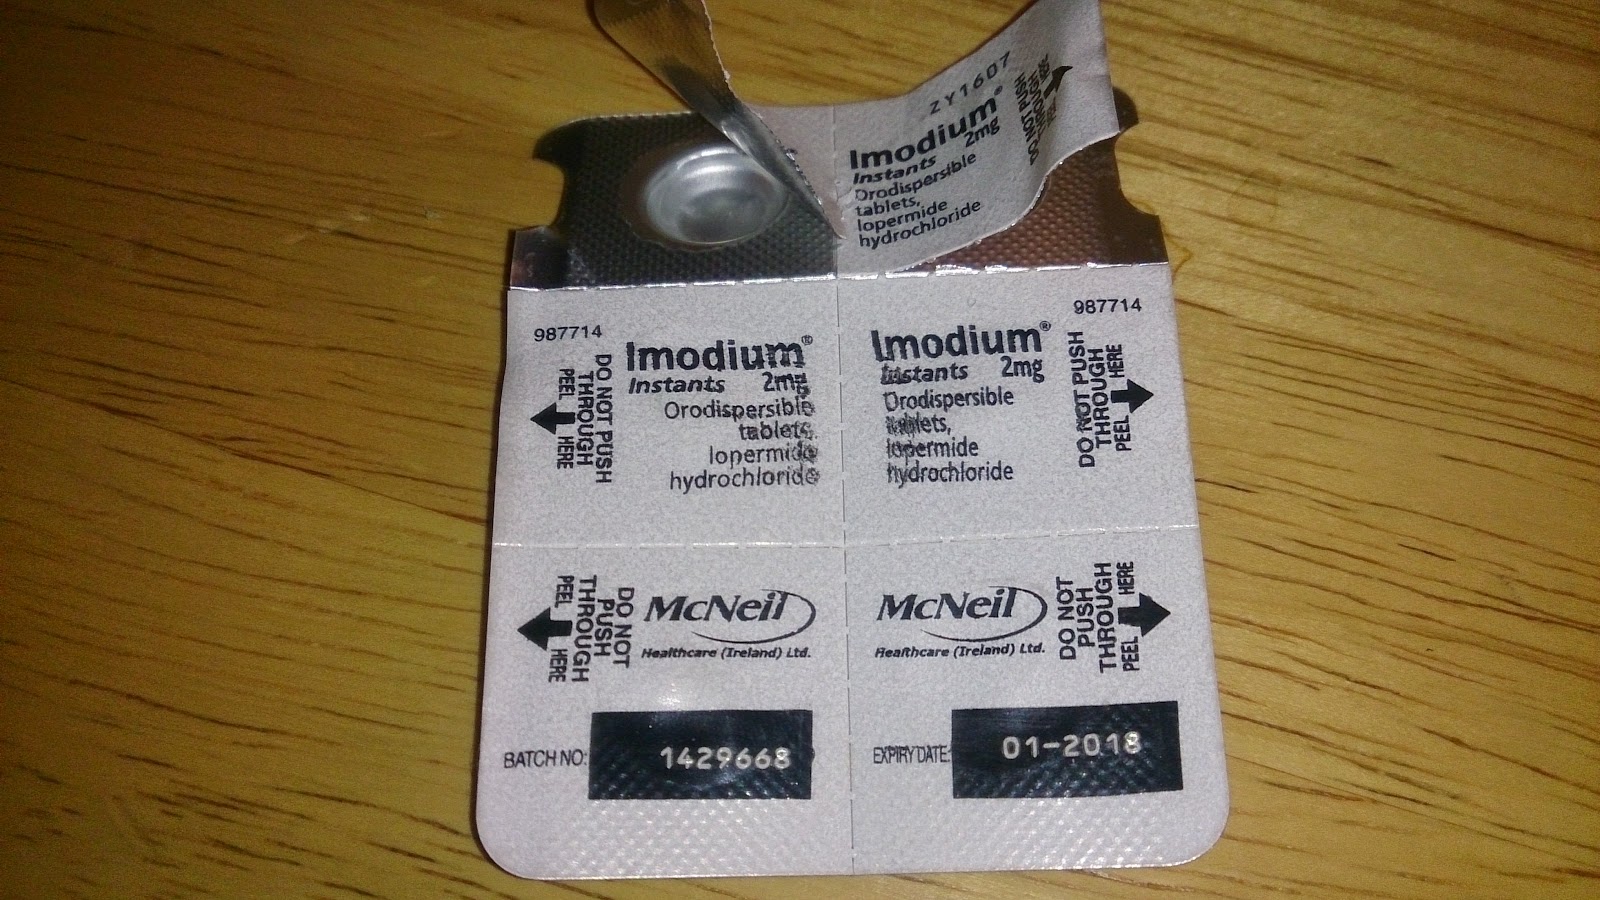 ZY1607
Imodium®
Instants 2mg
Orodispersible
tablets,
lopermide
hydrochloride
DO NOT PUSH
THROUGH
HERE
987714
Imodium®
Instants 2mg
Orodispersible
tablets,
lopermide
hydrochloride
DO NOT PUSH
THROUGH
PEEL HERE
987714
Imodium®
Instants 2mg
Orodispersible
tablets,
lopermide
hydrochloride
DO NOT PUSH
THROUGH
PEEL HERE
McNeil
Healthcare (Ireland) Ltd.
DO NOT
PUSH
THROUGH
PEEL HERE
McNeil
Healthcare (Ireland) Ltd.
DO NOT
PUSH
THROUGH
PEEL HERE
BATCH NO: 1429668
EXPIRY DATE: 01-2018